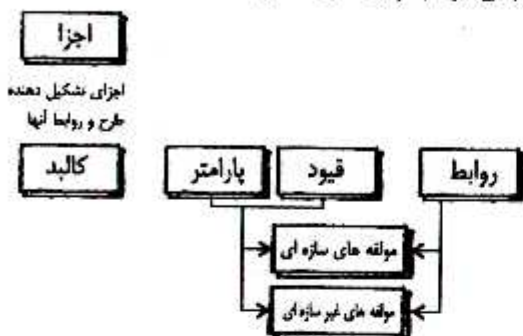 اجزا
اجزای تشکیل دهنده
طرح و روابط آنها
کالبد
پارامتر
قیود
روابط
مولفه های سازه ای
مولفه های غیر سازه ای